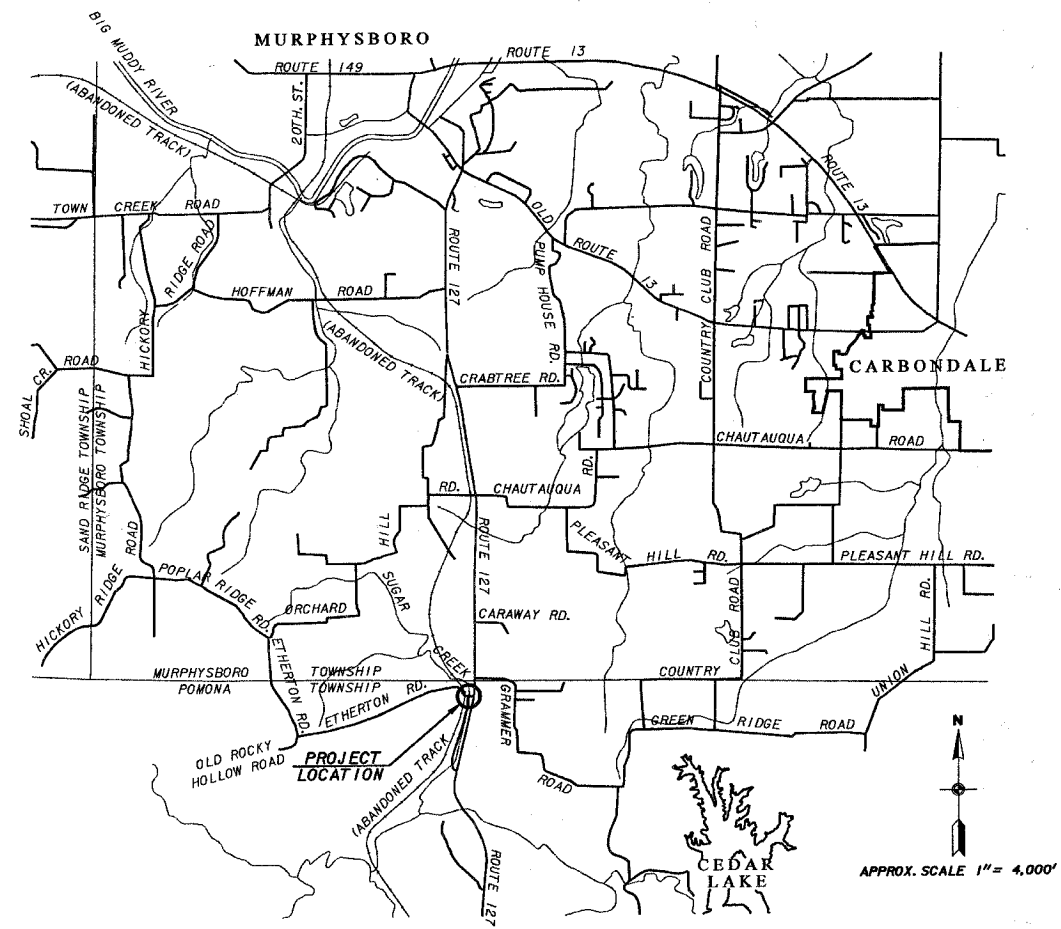 MURPHYSBORO
BIG MUDDY RIVER
ROUTE 149
ROUTE 13
(ABANDONED TRACK)
20TH. ST.
TOWN CREEK ROAD
RIDGE ROAD
HICKORY
HOFFMAN ROAD
ROUTE 127
OLD ROUTE 13
PUMP HOUSE RD.
COUNTRY CLUB ROAD
ROUTE 13
(ABANDONED TRACK)
CRABTREE RD.
CARBONDALE
SHOAL CR. ROAD
SAND RIDGE TOWNSHIP
MURPHYSBORO TOWNSHIP
CHAUTAUQUA ROAD
RD.
CHAUTAUQUA
RD.
HILL
ORCHARD
ROUTE 127
PLEASANT HILL RD.
PLEASANT HILL RD.
HICKORY RIDGE ROAD
POPLAR RIDGE RD.
SUGAR CREEK
CARAWAY RD.
CLUB ROAD
COUNTRY
UNION HILL RD.
ETHERTON RD.
MURPHYSBORO TOWNSHIP
POMONA TOWNSHIP
ETHERTON RD.
GRAMMER ROAD
GREEN RIDGE ROAD
OLD ROCKY
HOLLOW ROAD
PROJECT
LOCATION
(ABANDONED TRACK
ROUTE 127
CEDAR
LAKE
N
APPROX. SCALE 1"= 4,000'